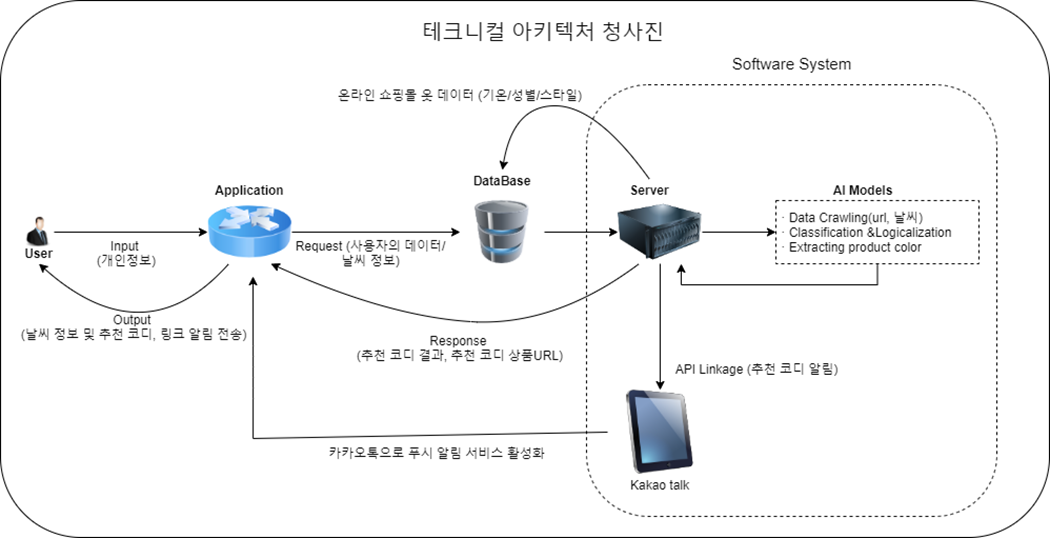 테크니컬 아키텍처 청사진
Software System
온라인 쇼핑몰 옷 데이터 (기온/성별/스타일)
Application
DataBase
Server
AI Models
· Data Crawling(url, 날씨)
· Classification &Logicalization
· Extracting product color
User
Input
(개인정보)
Request (사용자의 데이터/
날씨 정보)
Output
(날씨 정보 및 추천 코디, 링크 알림 전송)
Response
(추천 코디 결과, 추천 코디 상품URL)
API Linkage (추천 코디 알림)
카카오톡으로 푸시 알림 서비스 활성화
Kakao talk